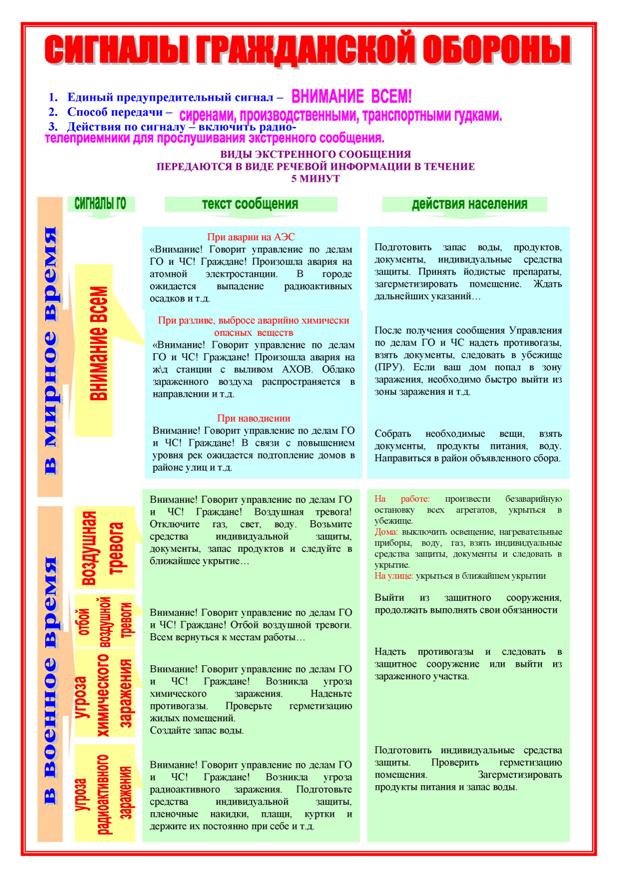 СИГНАЛЫ ГРАЖДАНСКОЙ ОБОРОНЫ
1. Единый предупредительный сигнал – ВНИМАНИЕ ВСЕМ!
2. Способ передачи – сиренами, производственными, транспортными гудками.
3. Действия по сигналу – включить радио-
телеприемники для прослушивания экстренного сообщения.
ВИДЫ ЭКСТРЕННОГО СООБЩЕНИЯ
ПЕРЕДАЮТСЯ В ВИДЕ РЕЧЕВОЙ ИНФОРМАЦИИ В ТЕЧЕНИЕ
5 МИНУТ
СИГНАЛЫ ГО
текст сообщения
действия населения
в мирное время
внимание всем
При аварии на АЭС
«Внимание! Говорит управление по делам
ГО и ЧС! Граждане! Произошла авария на
атомной электростанции. В городе
ожидается выпадение радиоактивных
осадков и т.д.
Подготовить запас воды, продуктов,
документы, индивидуальные средства
защиты. Принять йодистые препараты,
загерметизировать помещение. Ждать
дальнейших указаний…
При разливе, выбросе аварийно химически
опасных веществ
«Внимание! Говорит управление по делам
ГО и ЧС! Граждане! Произошла авария на
ж\д станции с выливом АХОВ. Облако
зараженного воздуха распространяется в
направлении и т.д.
После получения сообщения Управления
по делам ГО и ЧС надеть противогазы,
взять документы, следовать в убежище
(ПРУ). Если ваш дом попал в зону
заражения, необходимо быстро выйти из
зоны заражения и т.д.
При наводнении
Внимание! Говорит управление по делам ГО
и ЧС! Граждане! В связи с повышением
уровня рек ожидается подтопление домов в
районе улиц и т.д.
Собрать необходимые вещи, взять
документы, продукты питания, воду.
Направиться в район объявленного сбора.
в военное время
воздушная
тревога
Внимание! Говорит управление по делам ГО
и ЧС! Граждане! Воздушная тревога!
Отключите газ, свет, воду. Возьмите
средства индивидуальной защиты,
документы, запас продуктов и следуйте в
ближайшее укрытие…
На работе: произвести безаварийную
остановку всех агрегатов, укрыться в
убежище.
Дома: выключить освещение, нагревательные
приборы, воду, газ, взять индивидуальные
средства защиты, документы и следовать в
укрытие.
На улице: укрыться в ближайшем укрытии
отбой
воздушной
тревоги
Внимание! Говорит управление по делам ГО
и ЧС! Граждане! Отбой воздушной тревоги.
Всем вернуться к местам работы…
Выйти из защитного сооружения,
продолжать выполнять свои обязанности
угроза
химического
заражения
Внимание! Говорит управление по делам ГО
и ЧС! Граждане! Возникла угроза
химического заражения. Наденьте
противогазы. Проверьте герметизацию
жилых помещений.
Создайте запас воды.
Надеть противогазы и следовать в
защитное сооружение или выйти из
зараженного участка.
угроза
радиоактивного
заражения
Внимание! Говорит управление по делам ГО
и ЧС! Граждане! Возникла угроза
радиоактивного заражения. Подготовьте
средства индивидуальной защиты,
пленочные накидки, плащи, куртки и
держите их постоянно при себе и т.д.
Подготовить индивидуальные средства
защиты. Проверить герметизацию
помещения. Загерметизировать
продукты питания и запас воды.